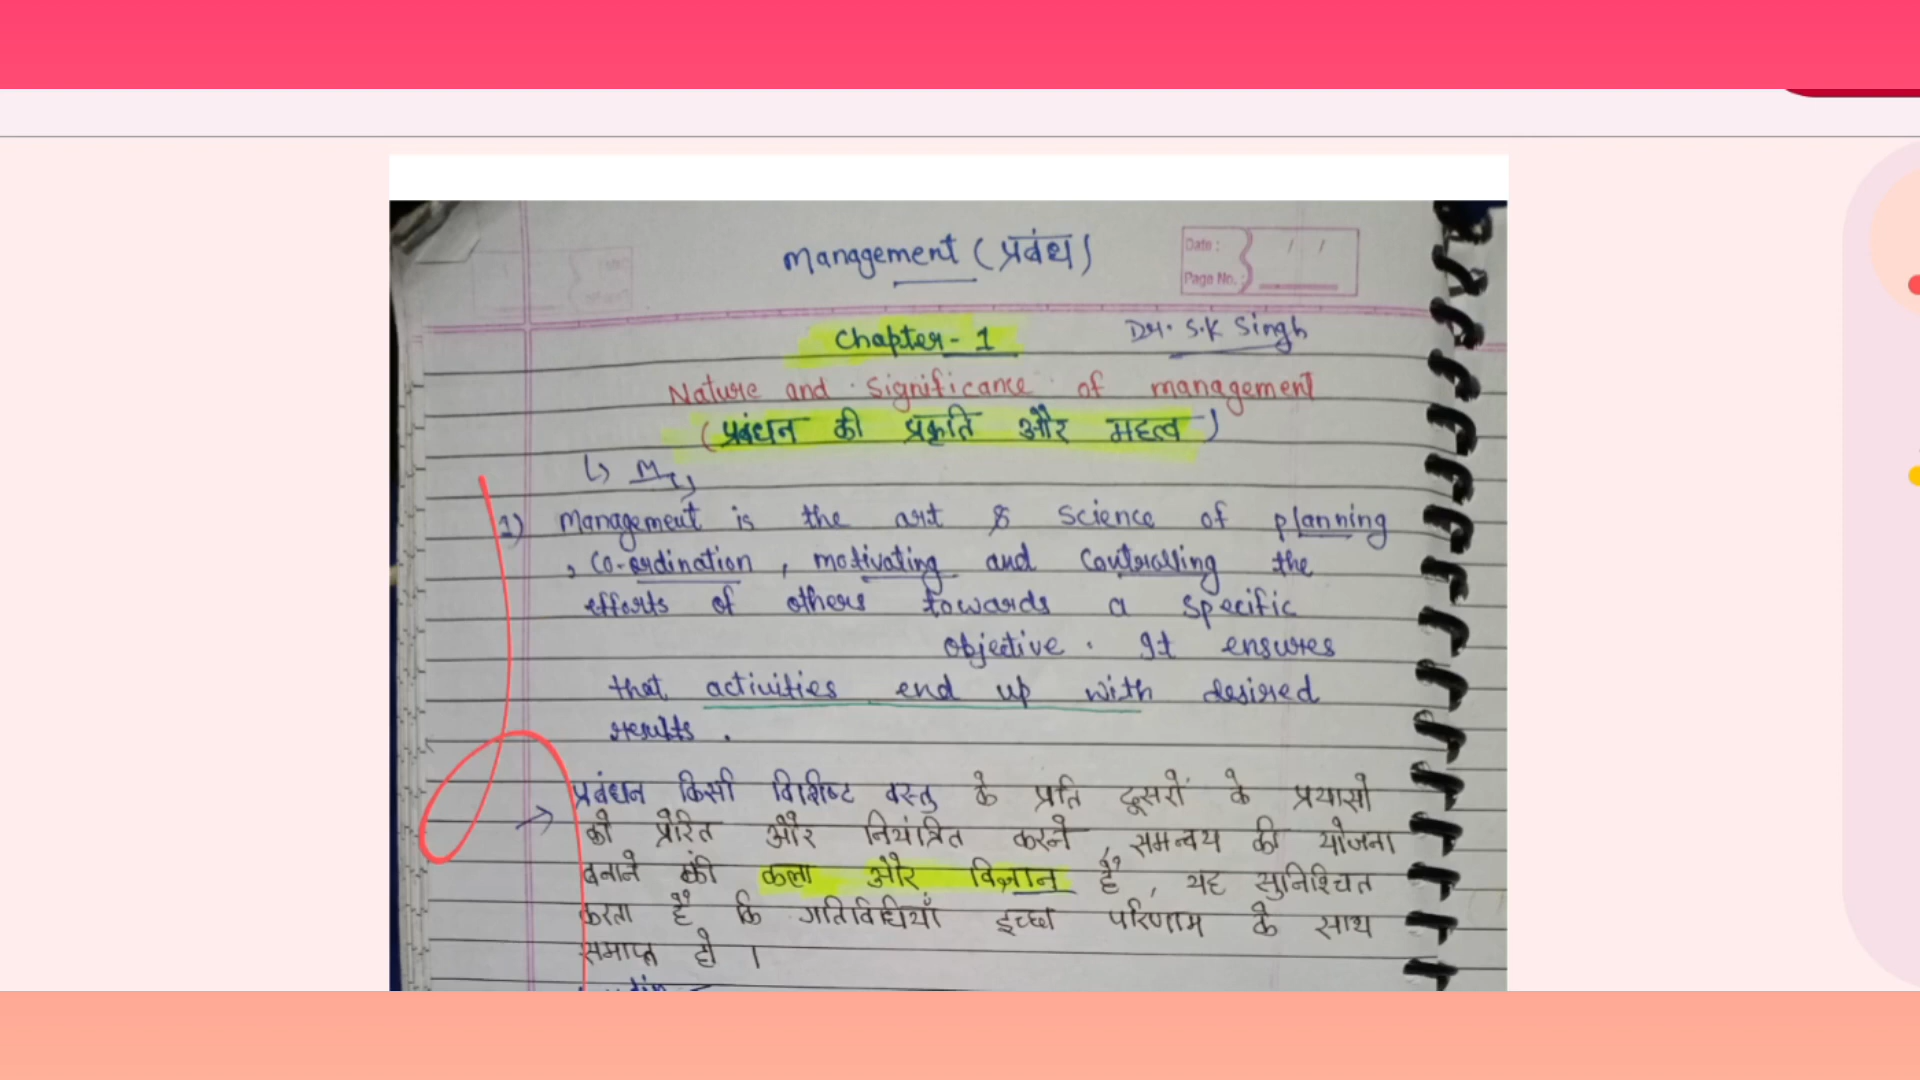 Management (प्रबंध)
Date : / /
Page No. :
Chapter - 1
Dr. S.K Singh
Nature and Significance of management
(प्रबंधन की प्रकृति और महत्व)
1) Management is the art & Science of planning
, Co-ordination , motivating and Controlling the
efforts of others towards a specific
objective. It ensures
that activities end up with desired
results .
प्रबंधन किसी विशिष्ट वस्तु के प्रति दूसरों के प्रयासो
को प्रेरित और नियंत्रित करने , समन्वय की योजना
बनाने की कला और विज्ञान है , यह सुनिश्चित
करता है कि गतिविधियाँ इच्छा परिणाम के साथ
समाप्त हो ।